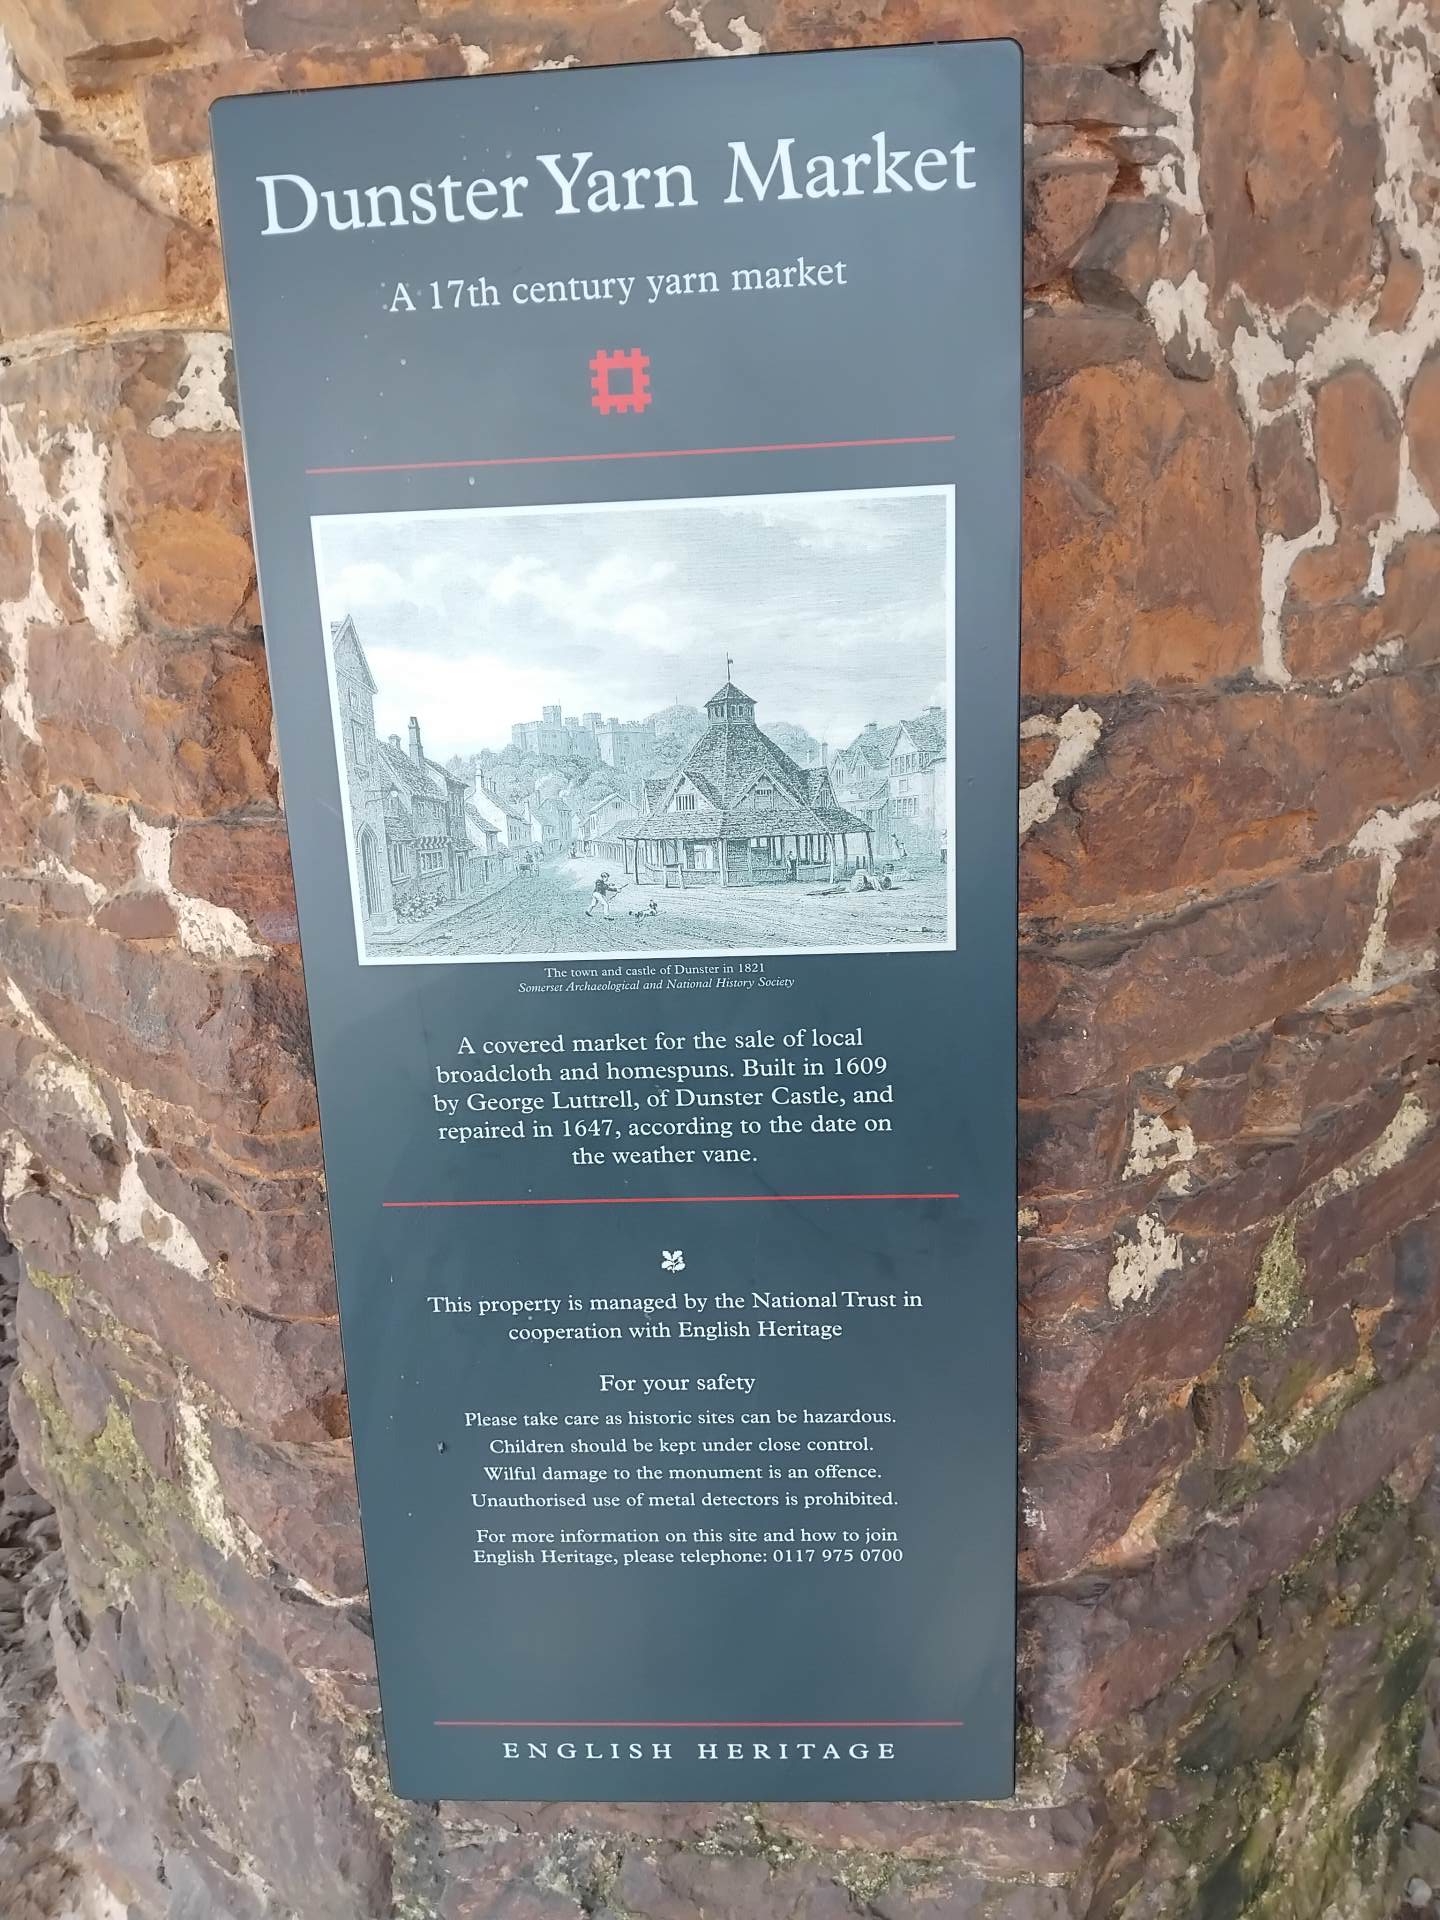 Dunster Yarn Market
A 17th century yarn market
The town and castle of Dunster in 1821
Somerset Archaeological and National History Society
A covered market for the sale of local
broadcloth and homespuns. Built in 1609
by George Luttrell, of Dunster Castle, and
repaired in 1647, according to the date on
the weather vane.
This property is managed by the National Trust in
cooperation with English Heritage
For your safety
Please take care as historic sites can be hazardous.
Children should be kept under close control.
Wilful damage to the monument is an offence.
Unauthorised use of metal detectors is prohibited.
For more information on this site and how to join
English Heritage, please telephone: 0117 975 0700
ENGLISH HERITAGE